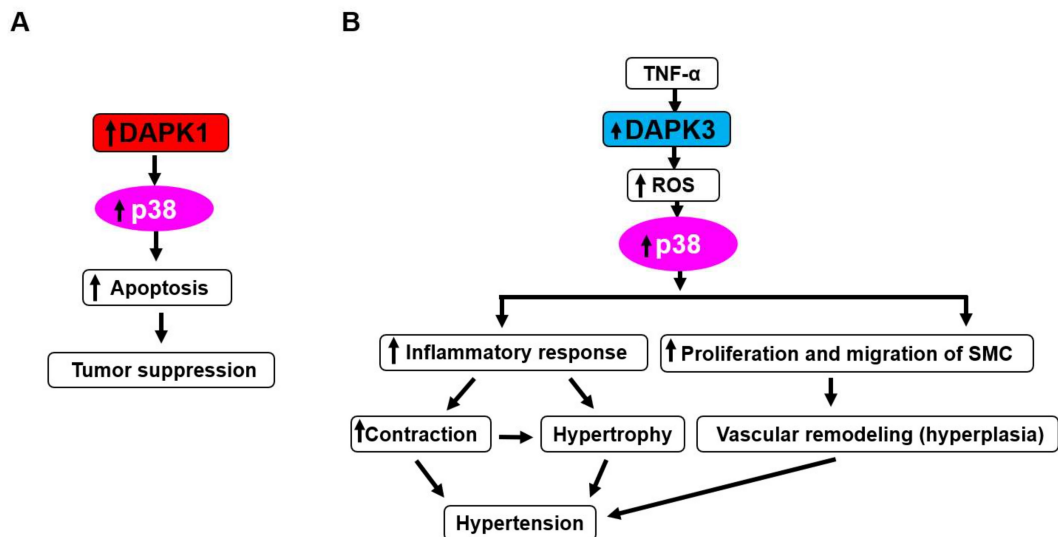 A
B
DAPK1
p38
Apoptosis
Tumor suppression
TNF-α
DAPK3
ROS
p38
Inflammatory response
Proliferation and migration of SMC
Contraction
Hypertrophy
Vascular remodeling (hyperplasia)
Hypertension